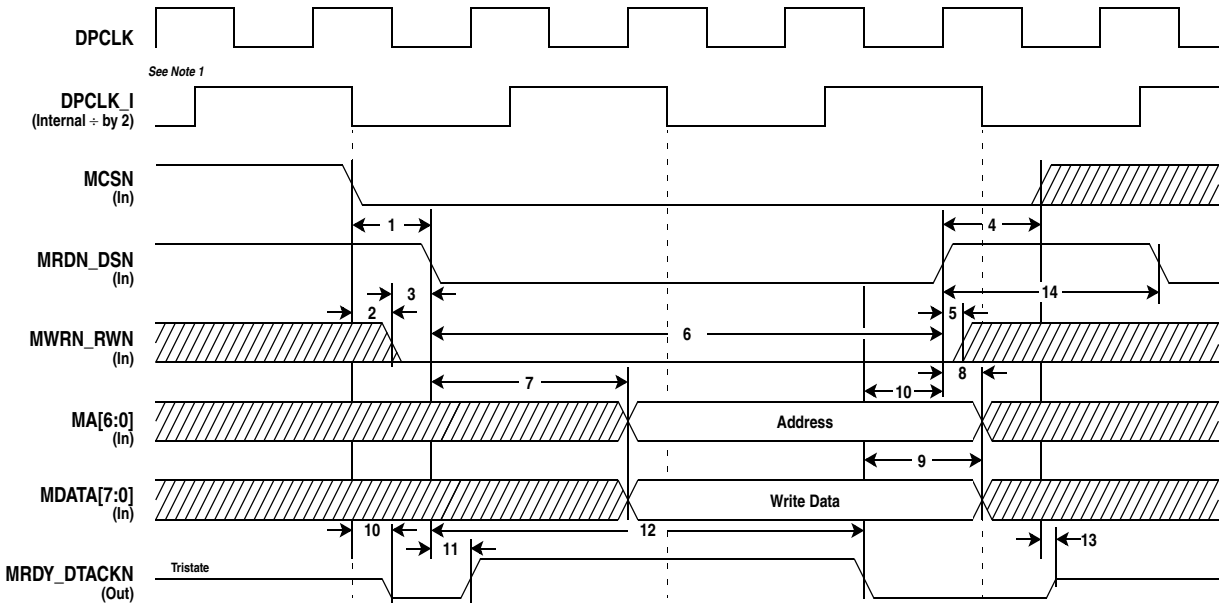 DPCLK
See Note 1
DPCLK_I
(Internal ÷ by 2)
MCSN
(In)
1
4
MRDN_DSN
(In)
3
14
2
5
MWRN_RWN
(In)
6
7
8
10
MA[6:0]
(In)
Address
9
MDATA[7:0]
(In)
Write Data
10
12
11
13
MRDY_DTACKN
(Out)
Tristate